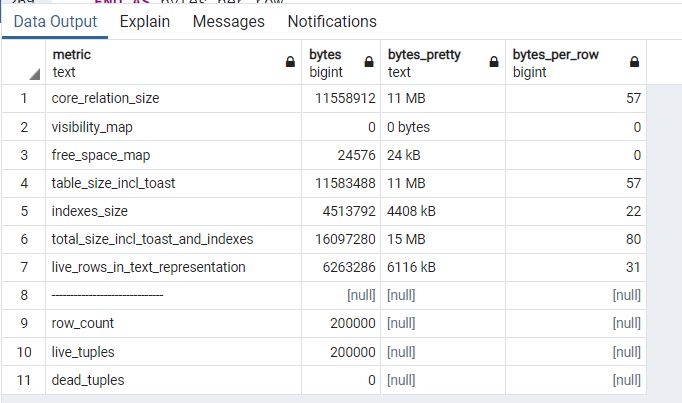 Data Output Explain Messages Notifications
metric bytes bytes_pretty bytes_per_row
text bigint text bigint
1 core_relation_size 11558912 11 MB 57
2 visibility_map 0 0 bytes 0
3 free_space_map 24576 24 kB 0
4 table_size_incl_toast 11583488 11 MB 57
5 indexes_size 4513792 4408 kB 22
6 total_size_incl_toast_and_indexes 16097280 15 MB 80
7 live_rows_in_text_representation 6263286 6116 kB 31
8 ------------------------------ [null] [null] [null]
9 row_count 200000 [null] [null]
10 live_tuples 200000 [null] [null]
11 dead_tuples 0 [null] [null]